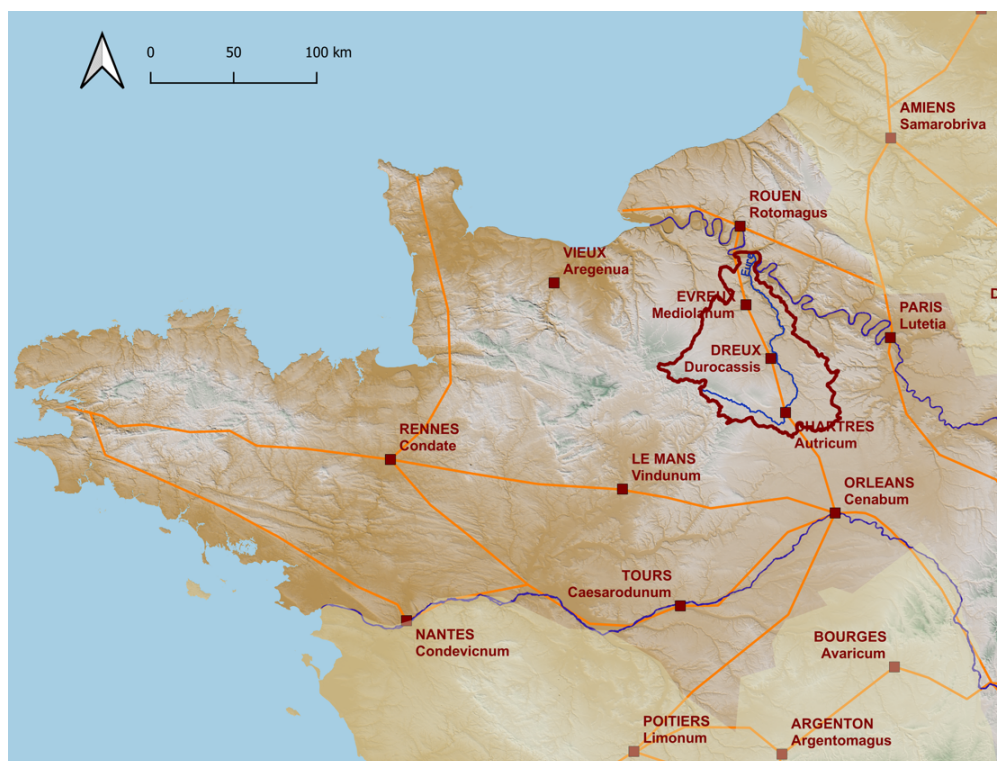 0 50 100 km
AMIENS
Samarobriva
ROUEN
Rotomagus
VIEUX
Aregenua
Eure
EVREUX
Mediolanum
PARIS
Lutetia
D
DREUX
Durocassis
CHARTRES
Autricum
RENNES
Condate
LE MANS
Vindunum
ORLEANS
Cenabum
TOURS
Caesarodunum
NANTES
Condevicnum
BOURGES
Avaricum
POITIERS
Limonum
ARGENTON
Argentomagus